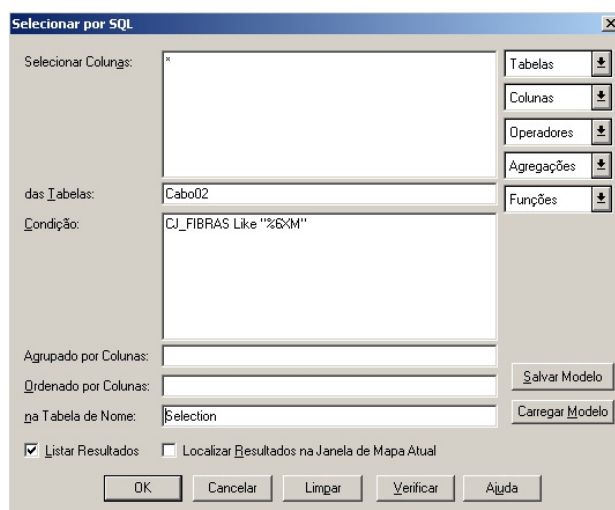 Selecionar por SQL
Selecionar Colunas:
*
Tabelas
Colunas
Operadores
Agregações
Funções
das Tabelas:
Cabo02
Condição:
CJ_FIBRAS Like "%6XM"
Agrupado por Colunas:
Ordenado por Colunas:
na Tabela de Nome:
Selection
Salvar Modelo
Carregar Modelo
Listar Resultados
Localizar Resultados na Janela de Mapa Atual
OK
Cancelar
Limpar
Verificar
Ajuda